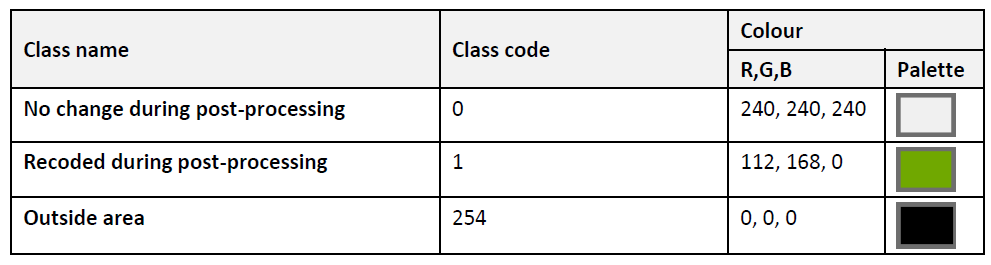 Class name Class code Colour
R,G,B Palette
No change during post-processing 0 240, 240, 240
Recoded during post-processing 1 112, 168, 0
Outside area 254 0, 0, 0